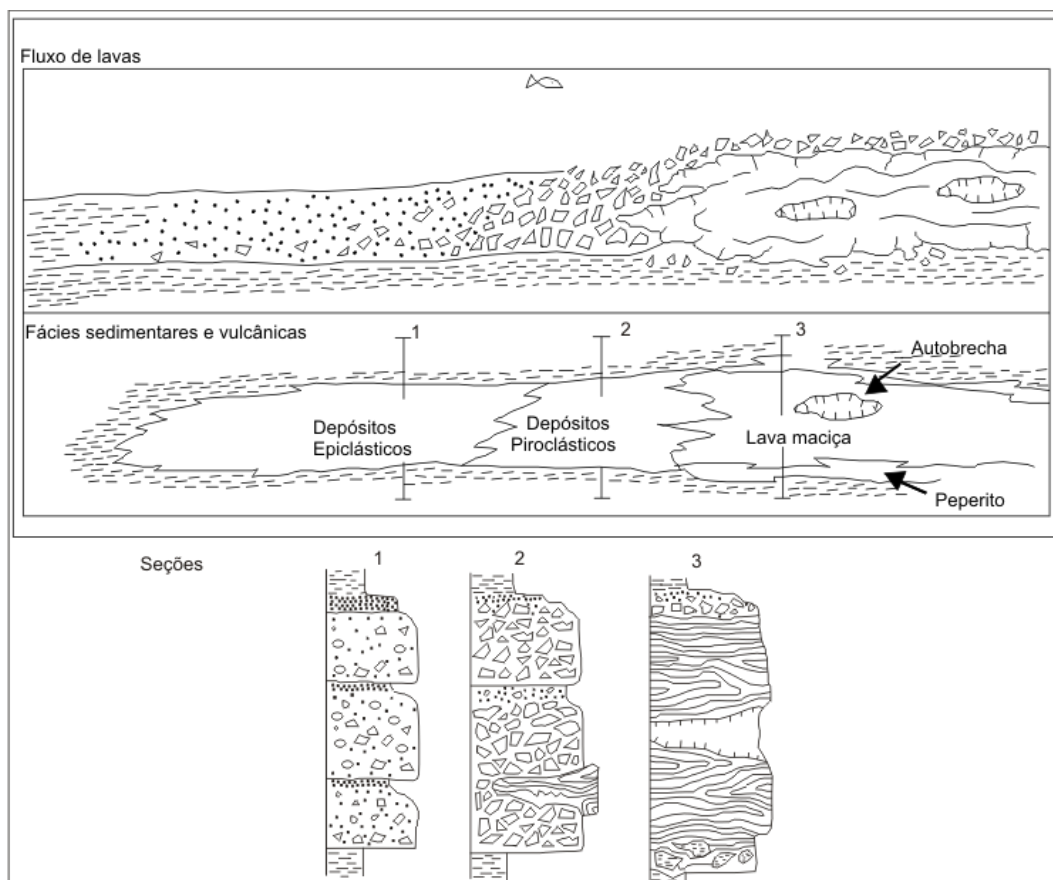 Fluxo de lavas
Fácies sedimentares e vulcânicas
1
2
3
Autobrecha
Depósitos
Epiclásticos
Depósitos
Piroclásticos
Lava maciça
Peperito
Seções
1
2
3